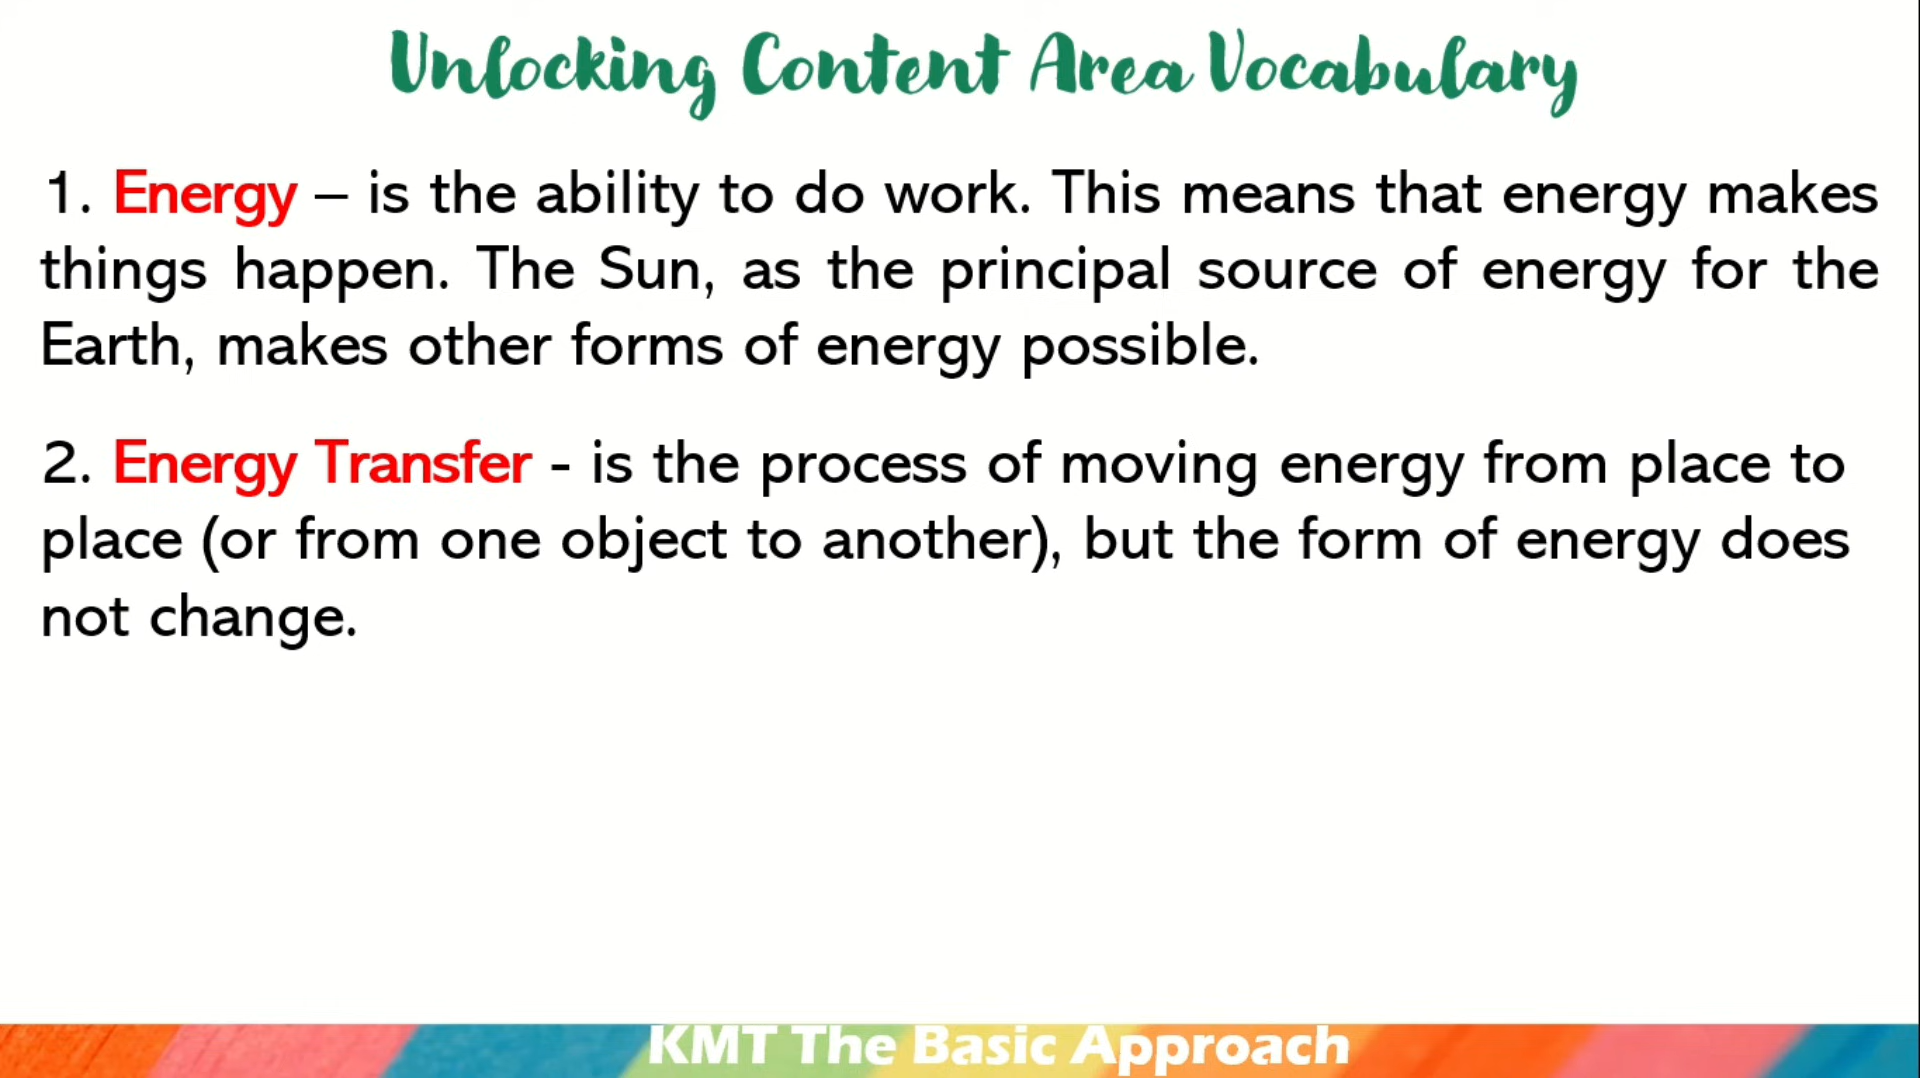 Unlocking Content Area Vocabulary
1. Energy – is the ability to do work. This means that energy makes
things happen. The Sun, as the principal source of energy for the
Earth, makes other forms of energy possible.
2. Energy Transfer - is the process of moving energy from place to
place (or from one object to another), but the form of energy does
not change.
KMT The Basic Approach